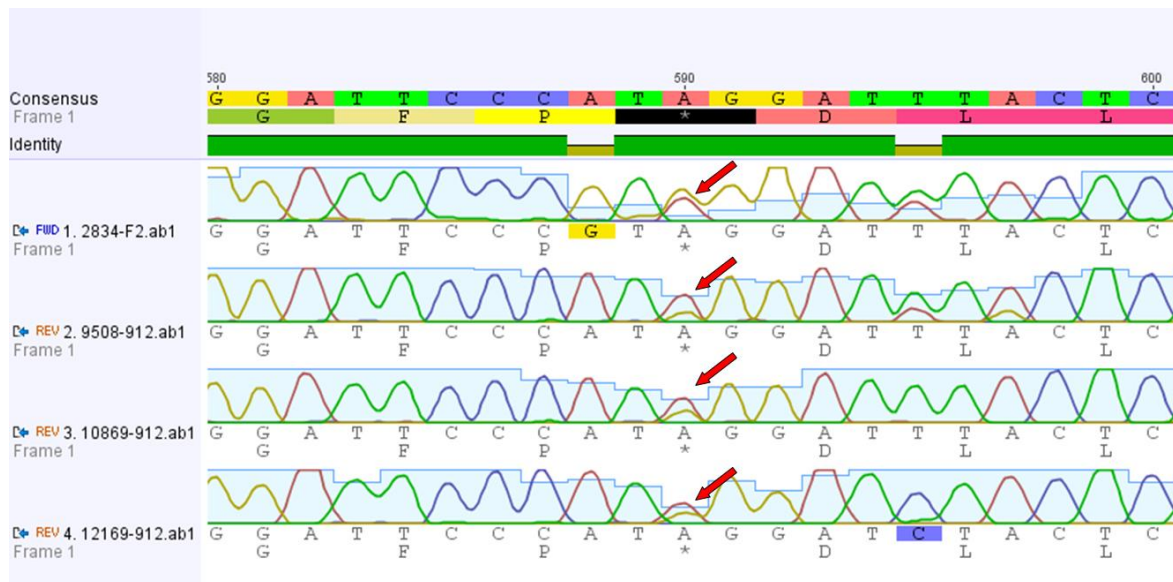 580 590 600
Consensus G G A T T C C C A T A G G A T T T A C T C
Frame 1 G F P * D L L
Identity
FWD 1. 2834-F2.ab1 G G A T T C C C G T A G G A T T T A C T C
Frame 1 G F P * D L L
REV 2. 9508-912.ab1 G G A T T C C C A T A G G A T T T A C T C
Frame 1 G F P * D L L
REV 3. 10869-912.ab1 G G A T T C C C A T A G G A T T T A C T C
Frame 1 G F P * D L L
REV 4. 12169-912.ab1 G G A T T C C C A T A G G A T C T A C T C
Frame 1 G F P * D L L